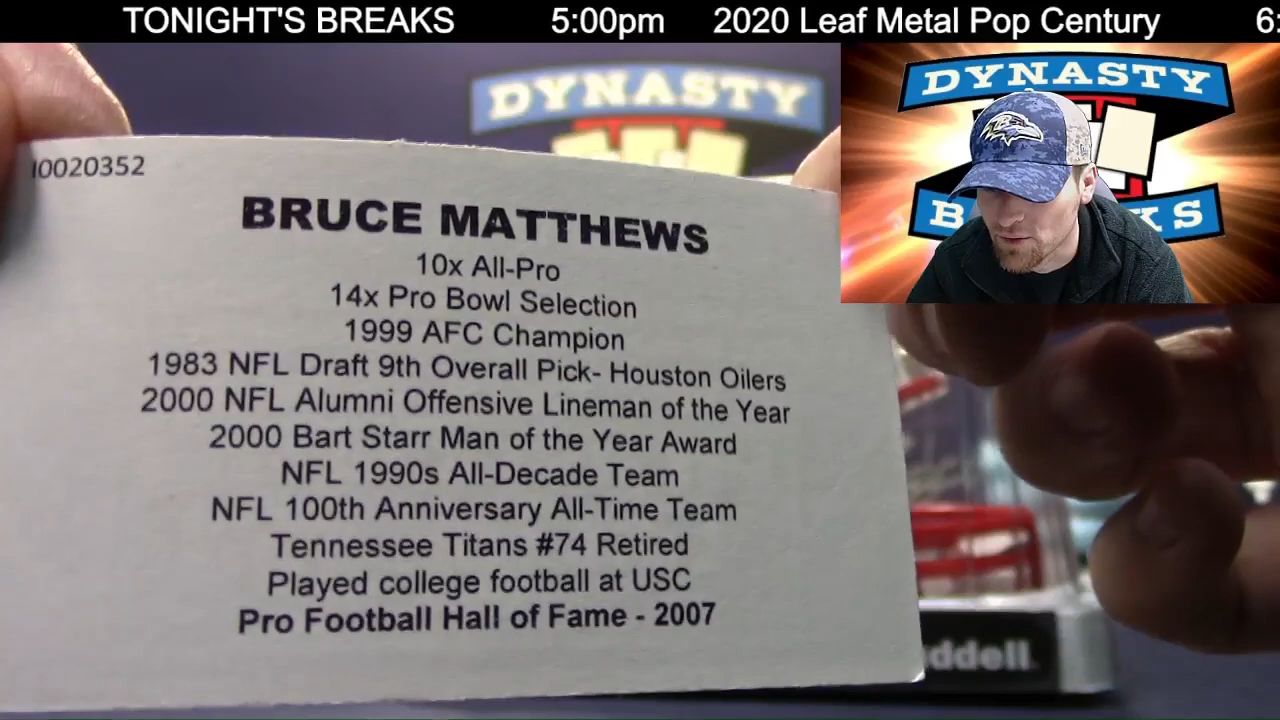 TONIGHT'S BREAKS 5:00pm 2020 Leaf Metal Pop Century 6:
DYNASTY
DYNASTY
I0020352
BRUCE MATTHEWS
10x All-Pro
14x Pro Bowl Selection
1999 AFC Champion
1983 NFL Draft 9th Overall Pick- Houston Oilers
2000 NFL Alumni Offensive Lineman of the Year
2000 Bart Starr Man of the Year Award
NFL 1990s All-Decade Team
NFL 100th Anniversary All-Time Team
Tennessee Titans #74 Retired
Played college football at USC
Pro Football Hall of Fame - 2007